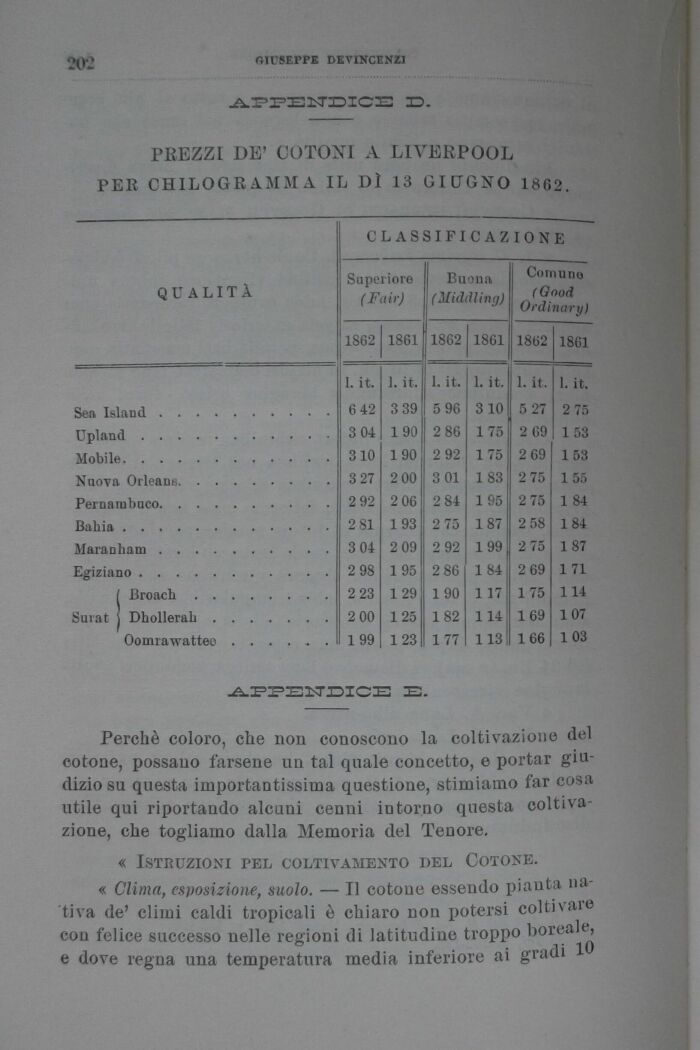 202 GIUSEPPE DEVINCENZI
APPENDICE D.
PREZZI DE' COTONI A LIVERPOOL
PER CHILOGRAMMA IL DÌ 13 GIUGNO 1862.
QUALITÀ
CLASSIFICAZIONE
Superiore (Fair) Buona (Middling) Comune (Good Ordinary)
1862 1861 1862 1861 1862 1861
l. it. l. it. l. it. l. it. l. it. l. it.
Sea Island . . . . . . . . . . 6 42 3 39 5 96 3 10 5 27 2 75
Upland . . . . . . . . . . . 3 04 1 90 2 86 1 75 2 69 1 53
Mobile. . . . . . . . . . . . 3 10 1 90 2 92 1 75 2 69 1 53
Nuova Orleans. . . . . . . . . 3 27 2 00 3 01 1 83 2 75 1 55
Pernambuco. . . . . . . . . . 2 92 2 06 2 84 1 95 2 75 1 84
Bahia . . . . . . . . . . . . 2 81 1 93 2 75 1 87 2 58 1 84
Maranham . . . . . . . . . . 3 04 2 09 2 92 1 99 2 75 1 87
Egiziano . . . . . . . . . . . 2 98 1 95 2 86 1 84 2 69 1 71
Broach . . . . . . . . 2 23 1 29 1 90 1 17 1 75 1 14
Surat Dhollerah . . . . . . . 2 00 1 25 1 82 1 14 1 69 1 07
Oomrawattee . . . . . . 1 99 1 23 1 77 1 13 1 66 1 03
APPENDICE E.
Perchè coloro, che non conoscono la coltivazione del
cotone, possano farsene un tal quale concetto, e portar giu-
dizio su questa importantissima questione, stimiamo far cosa
utile qui riportando alcuni cenni intorno questa coltiva-
zione, che togliamo dalla Memoria del Tenore.
« ISTRUZIONI PEL COLTIVAMENTO DEL COTONE.
« Clima, esposizione, suolo. — Il cotone essendo pianta na-
tiva de' climi caldi tropicali è chiaro non potersi coltivare
con felice successo nelle regioni di latitudine troppo boreale,
e dove regna una temperatura media inferiore ai gradi 10